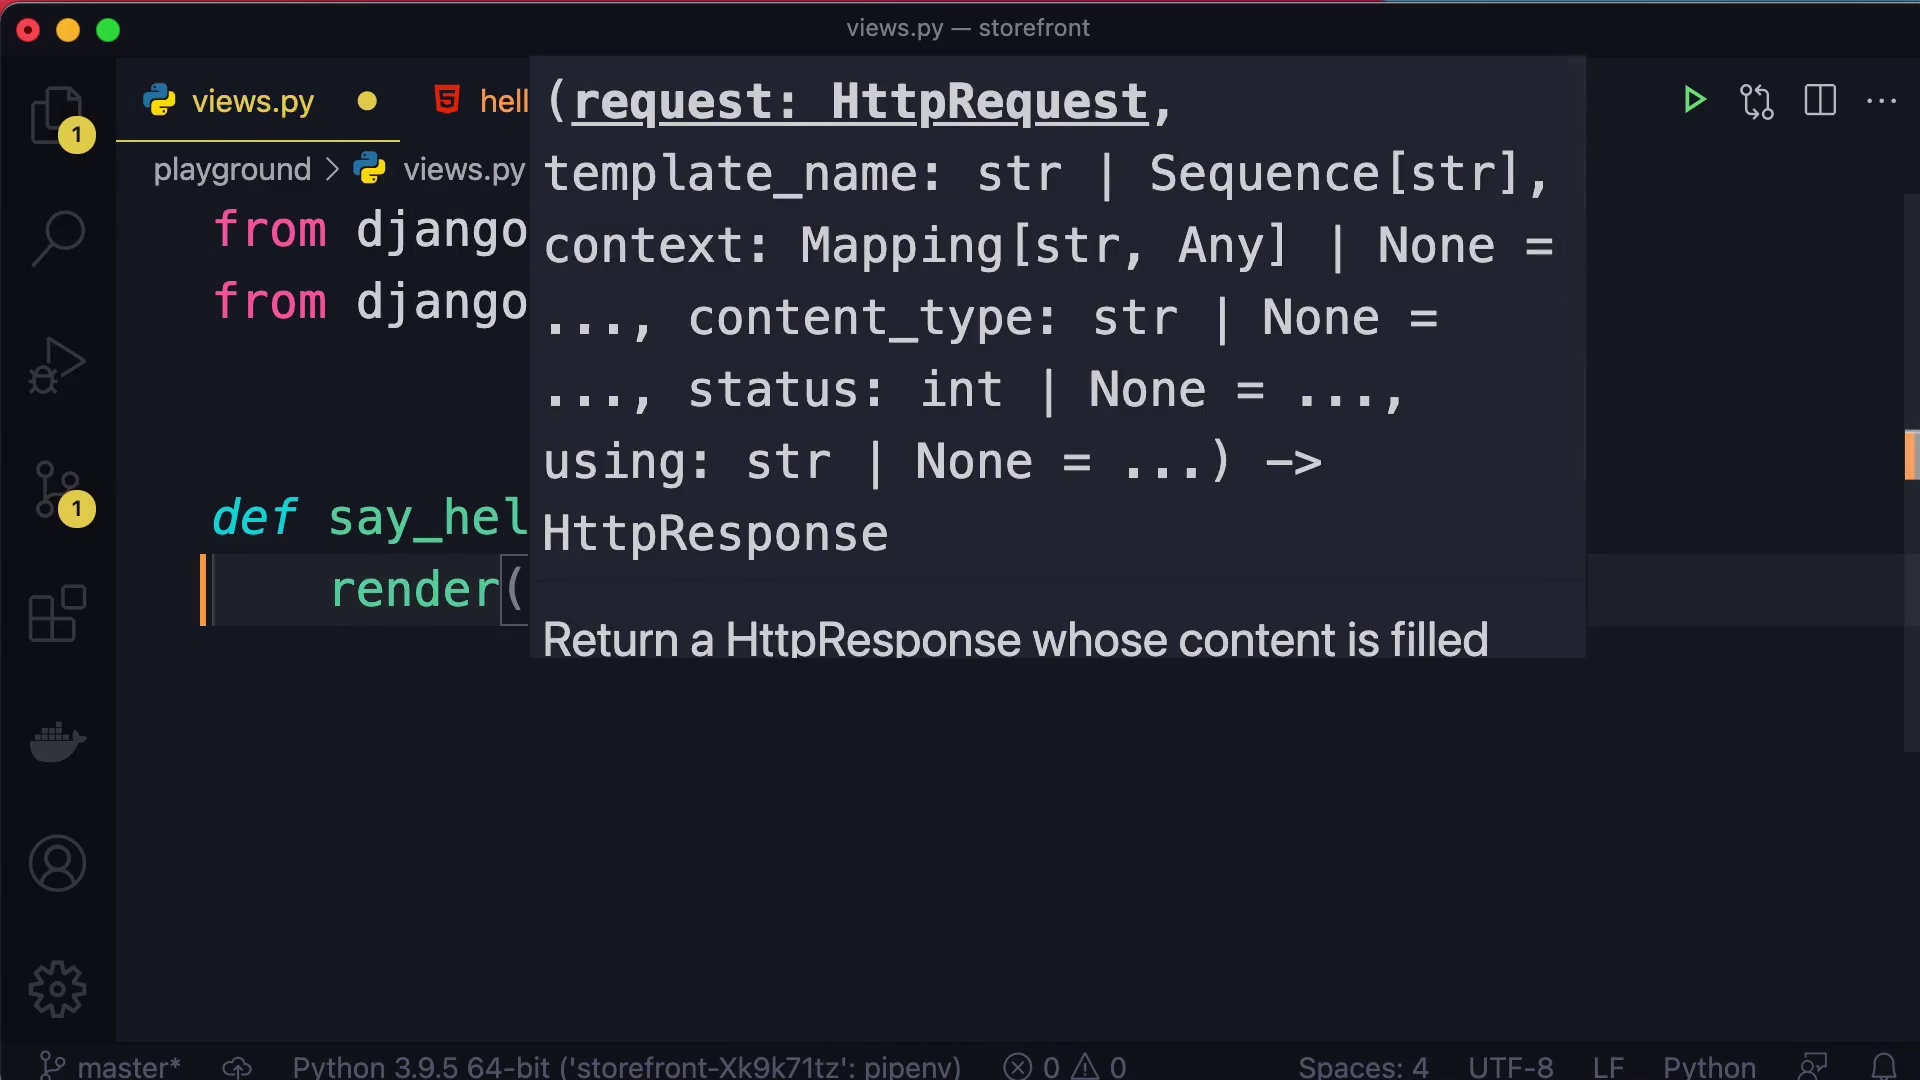 views.py — storefront
views.py
hell
playground > views.py
(request: HttpRequest,
template_name: str | Sequence[str],
context: Mapping[str, Any] | None =
..., content_type: str | None =
..., status: int | None = ...,
using: str | None = ...) ->
HttpResponse
Return a HttpResponse whose content is filled
from django
from django
def say_hel
render(
1
1
master*
Python 3.9.5 64-bit ('storefront-Xk9k71tz': pipenv)
0
0
Spaces: 4
UTF-8
LF
Python